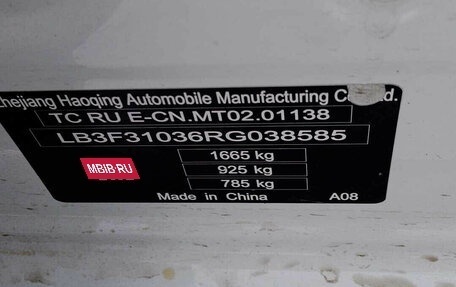 Zhejiang Haoqing Automobile Manufacturing Co., Ltd.
TC RU E-CN.MT02.01138
LB3F31036RG038585
1665 kg
MBIB.RU
925 kg
785 kg
Made in China A08